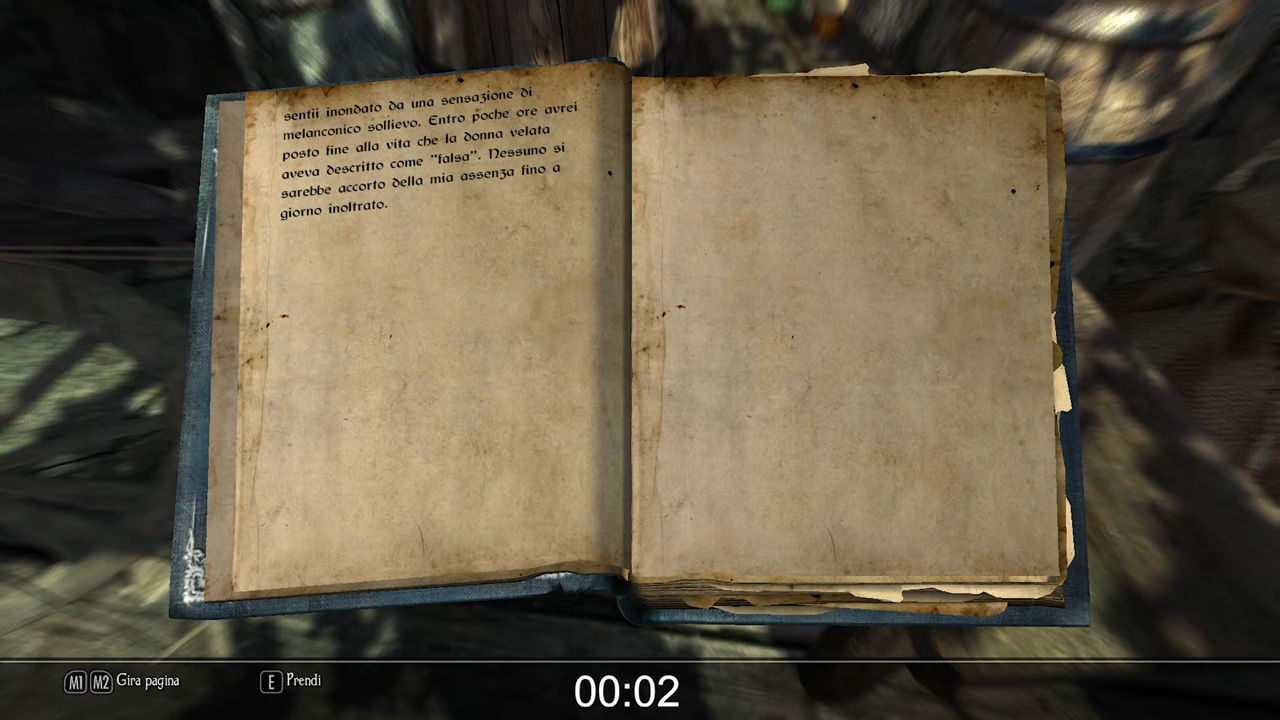 sentii inondato da una sensazione di
melanconico sollievo. Entro poche ore avrei
posto fine alla vita che la donna velata
aveva descritto come "falsa". Nessuno si
sarebbe accorto della mia assenza fino a
giorno inoltrato.
M1 M2 Gira pagina
E Prendi
00:02